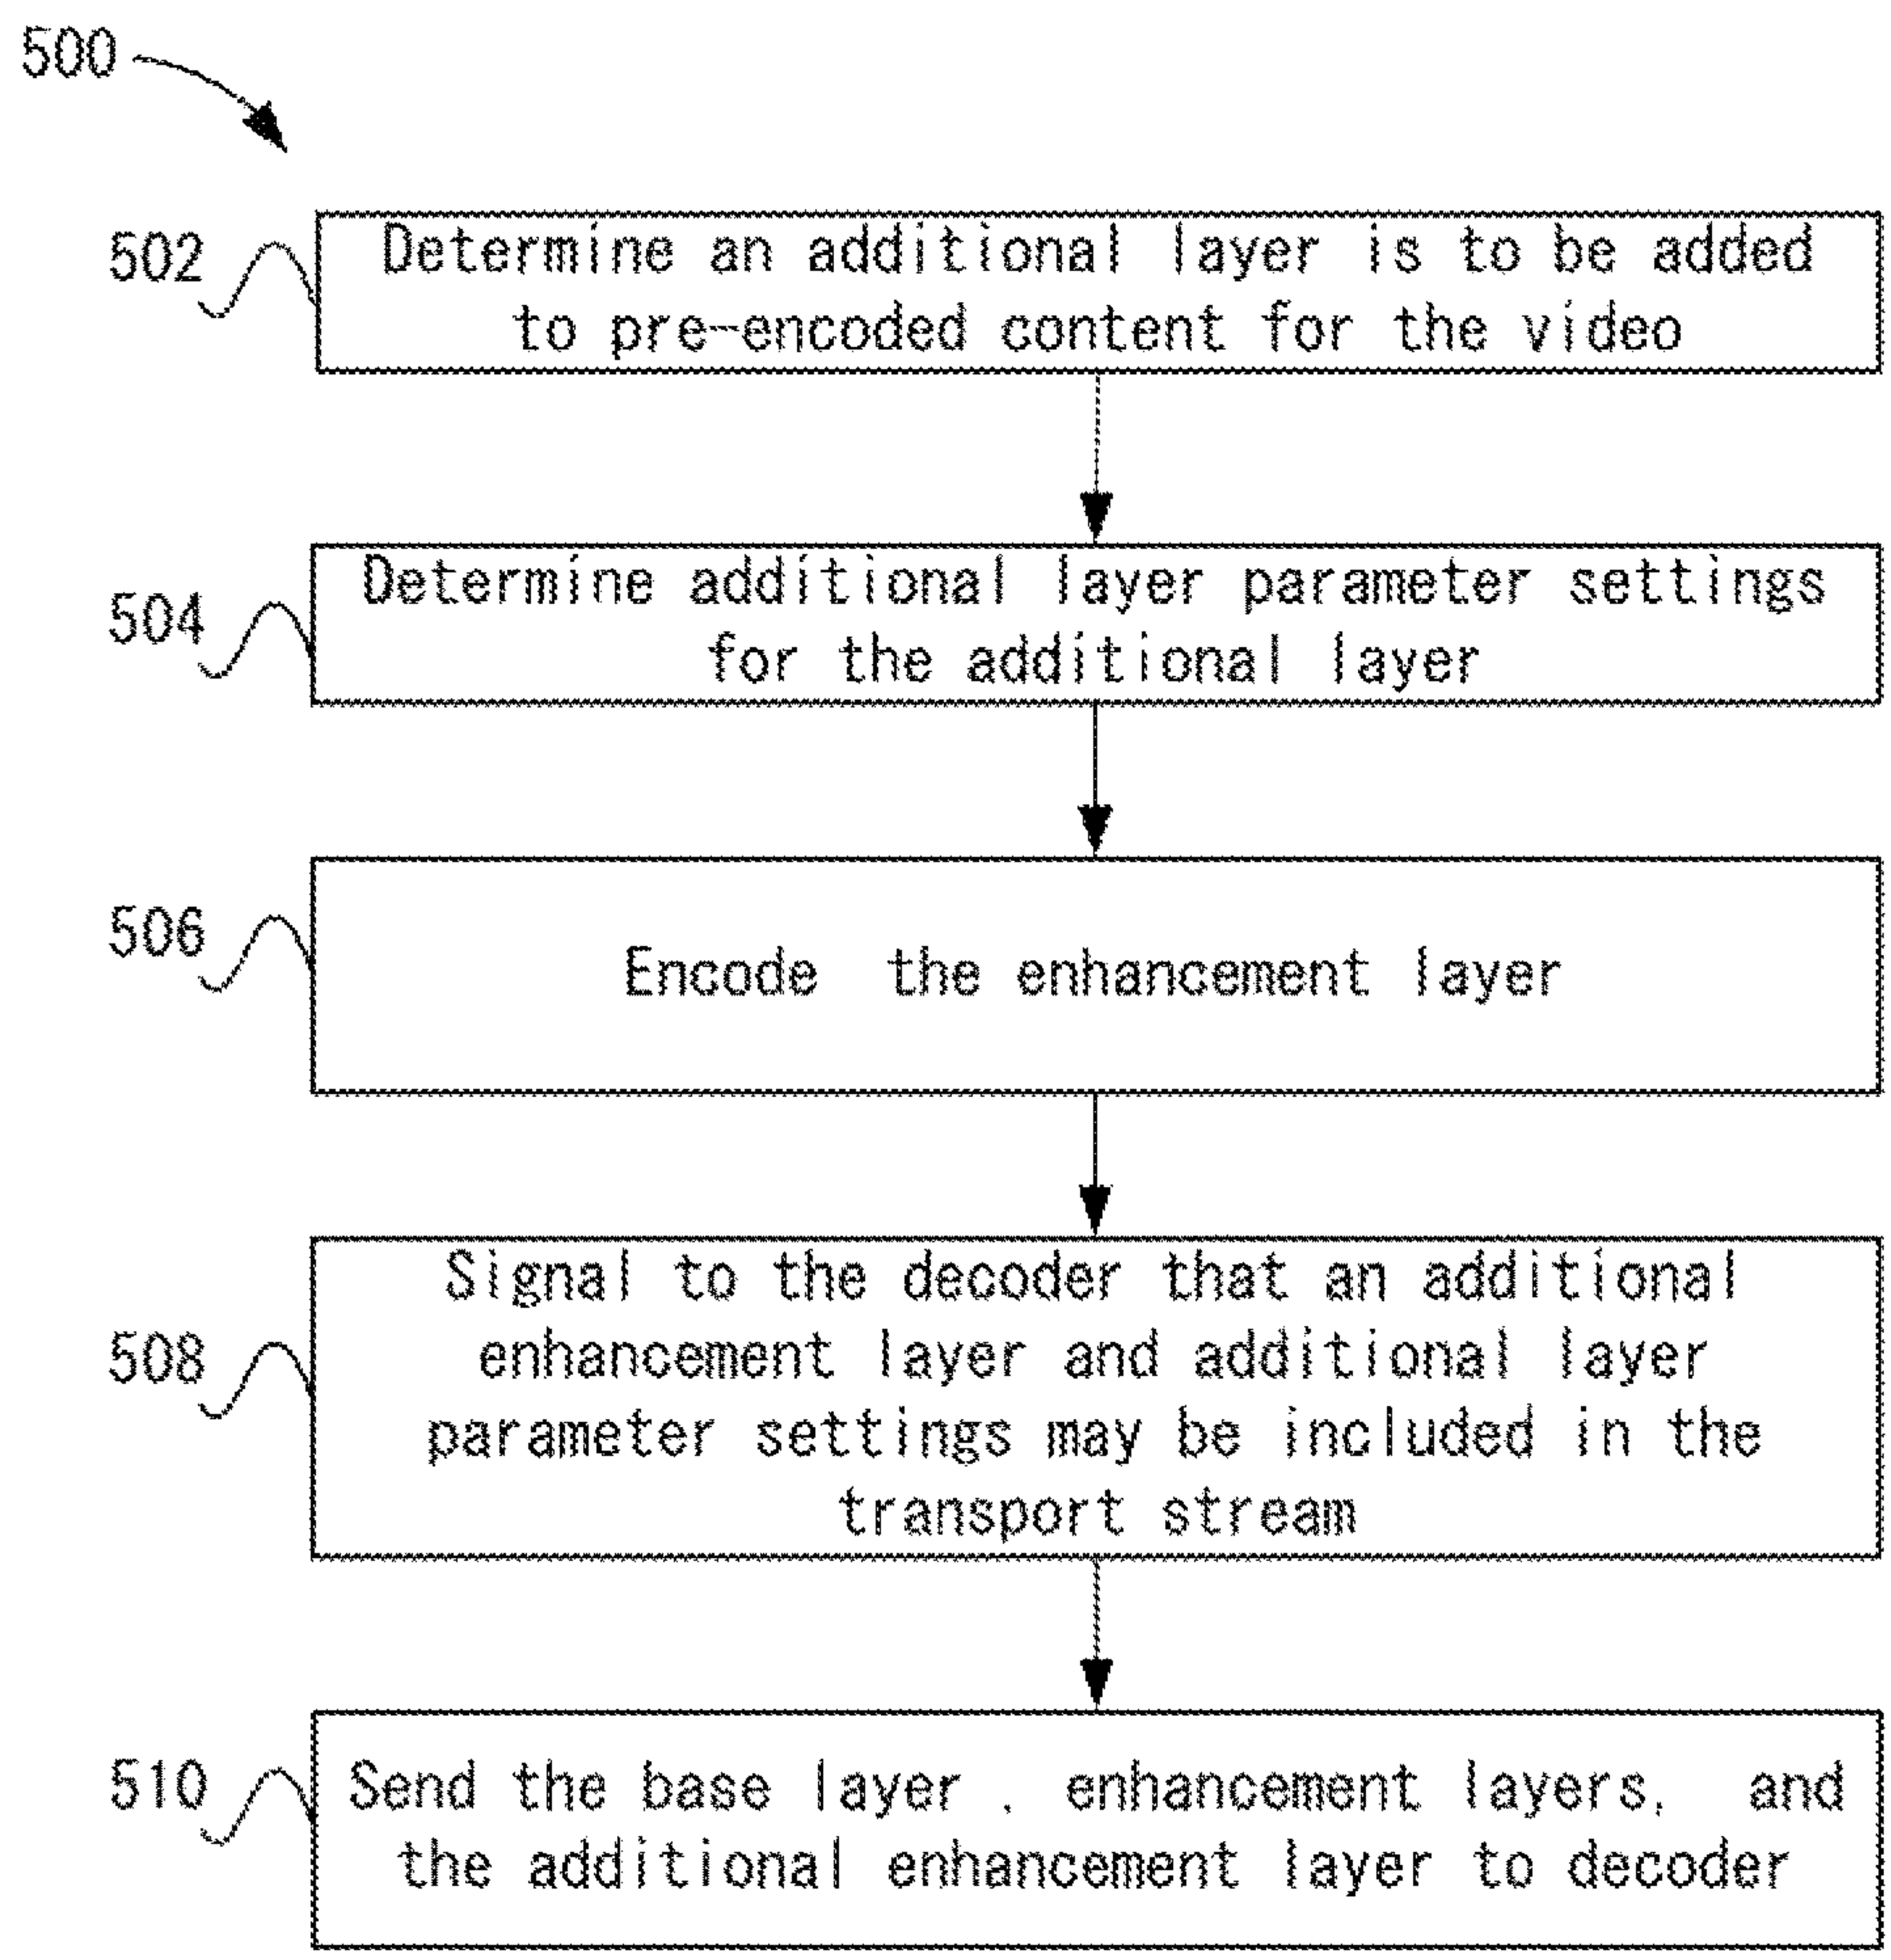 500
502
Determine an additional layer is to be added
to pre-encoded content for the video
504
Determine additional layer parameter settings
for the additional layer
506
Encode the enhancement layer
508
Signal to the decoder that an additional
enhancement layer and additional layer
parameter settings may be included in the
transport stream
510
Send the base layer, enhancement layers, and
the additional enhancement layer to decoder